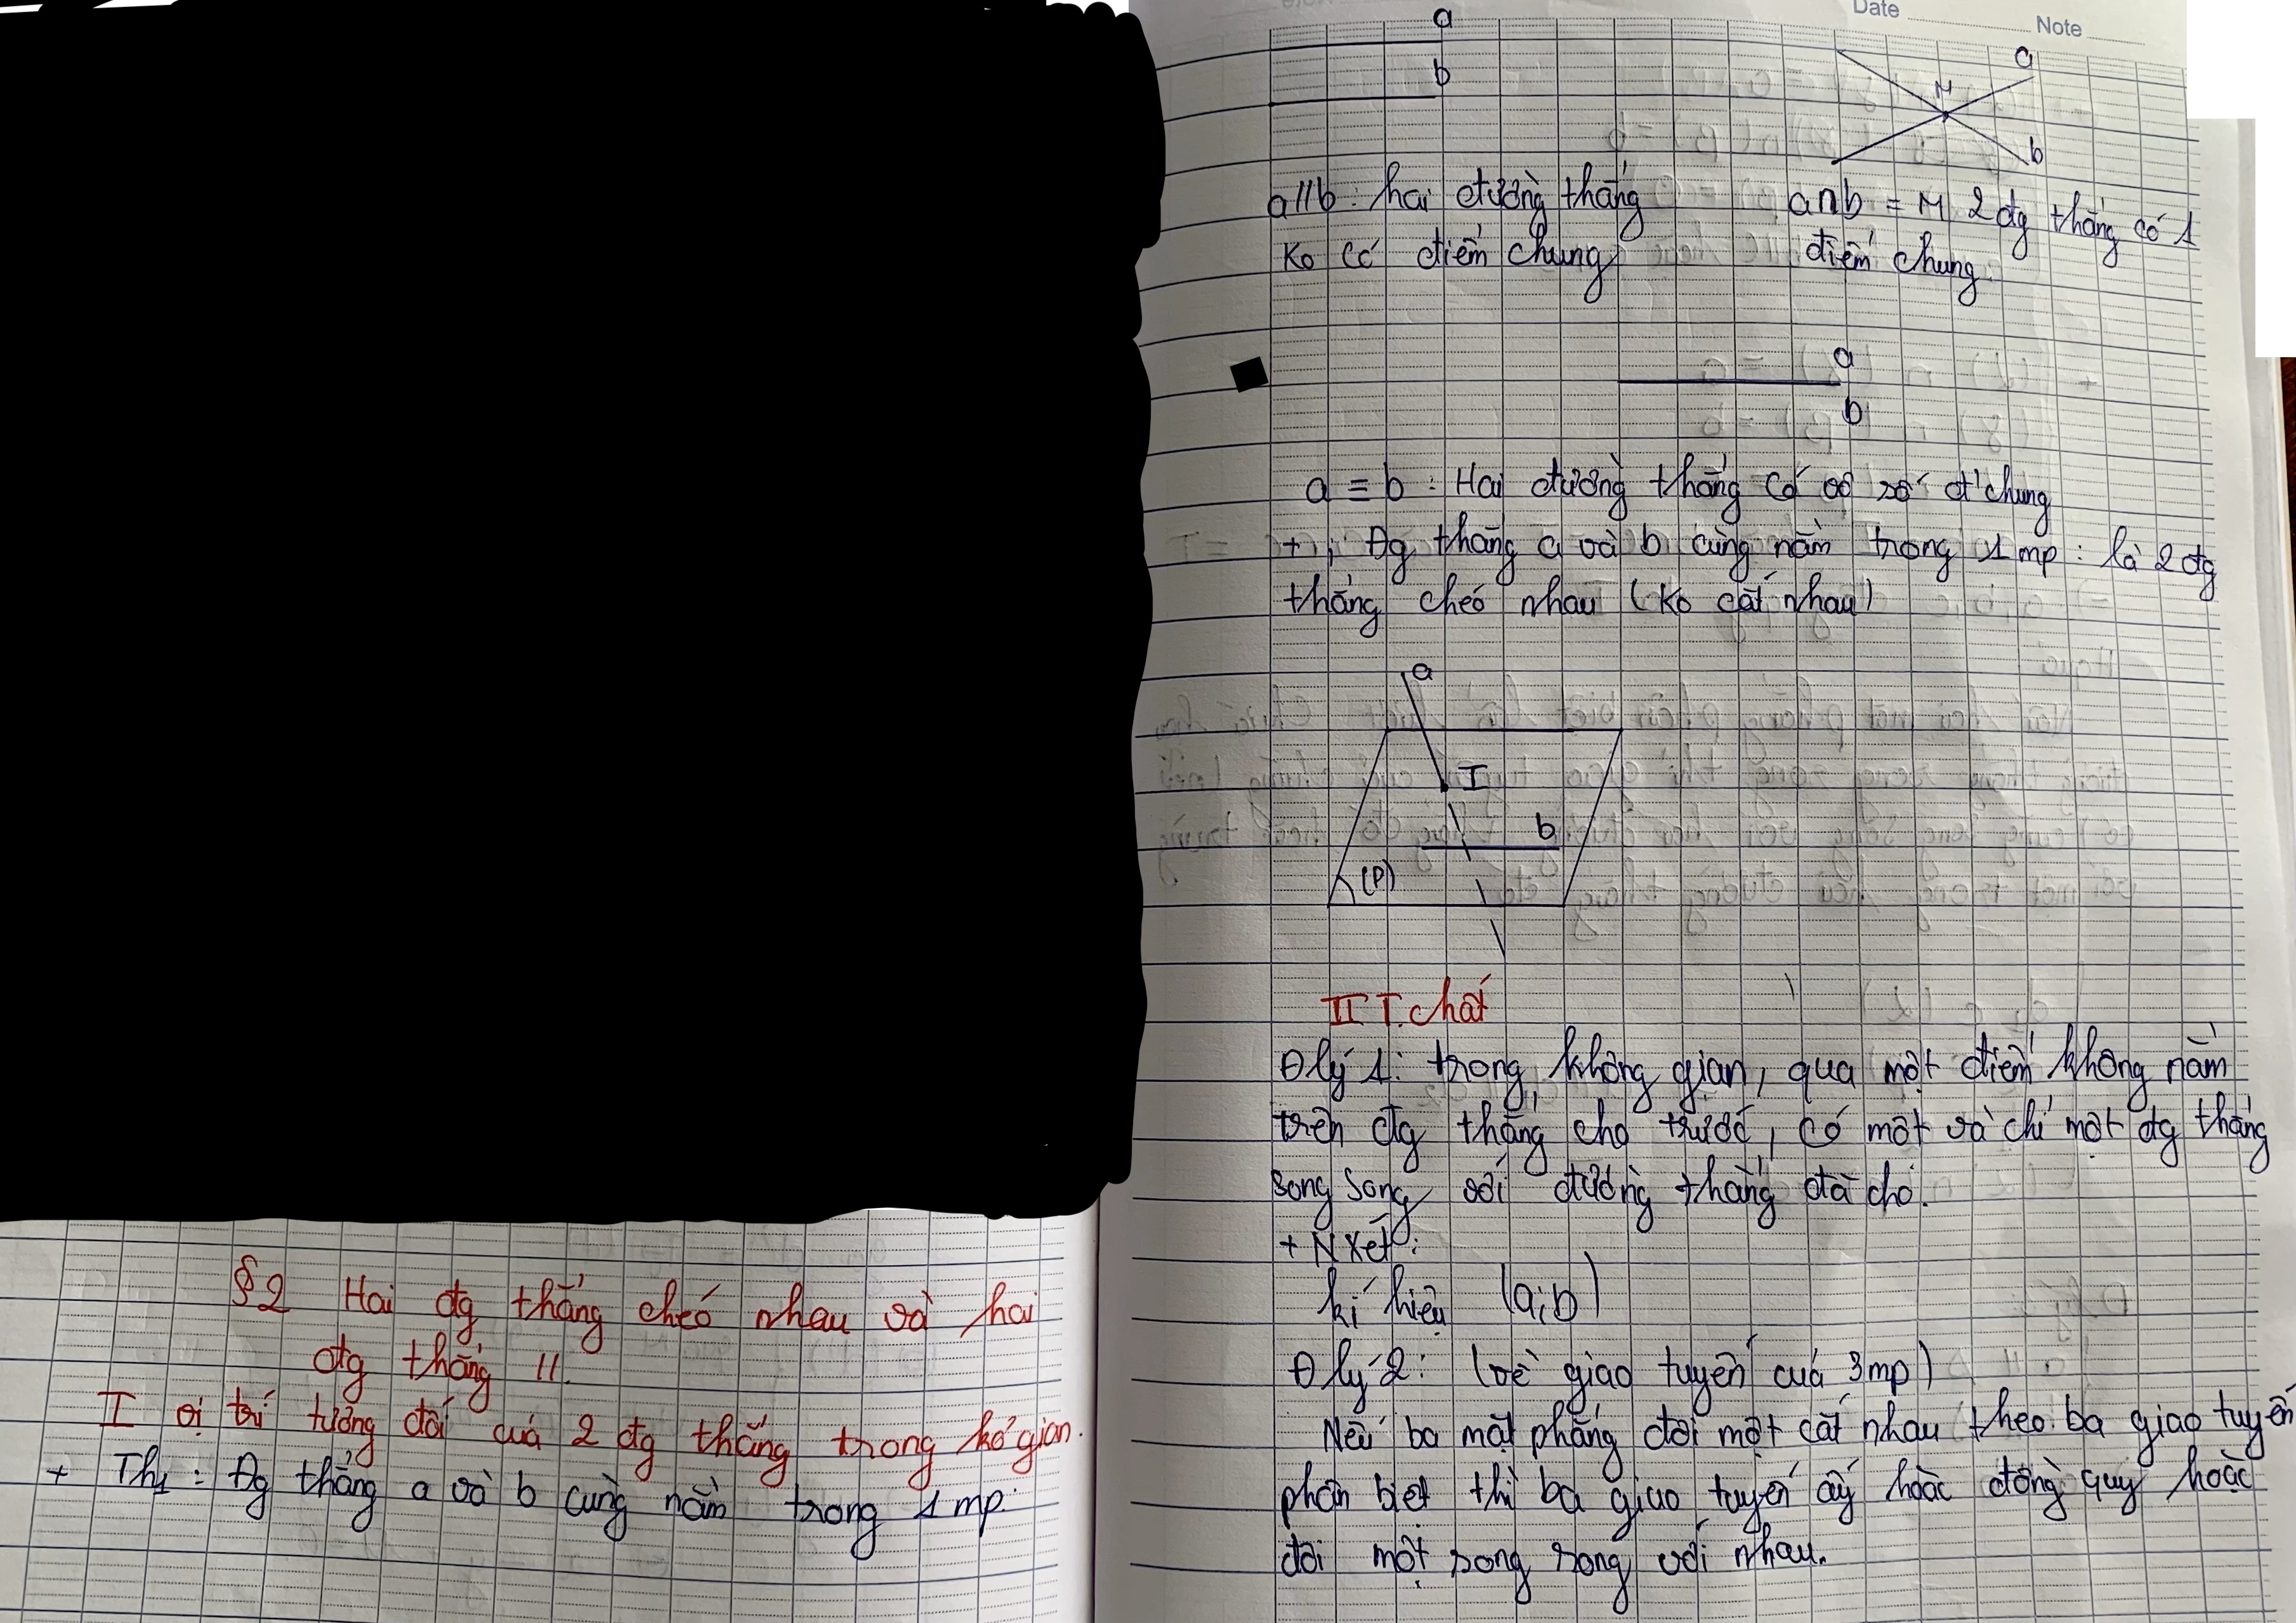 §2 Hai đg thẳng chéo nhau và hai
đg thẳng //.
I vị trí tương đối của 2 đg thẳng trong ko gian.
+ Th1: Đg thẳng a và b cùng nằm trong 1 mp.
Date
Note
a
b
a
M
b
a//b: hai đường thẳng
ko có điểm chung
a∩b = M 2 đg thẳng có 1
điểm chung.
a
b
a ≡ b: Hai đường thẳng có vô số đ' chung
+ Đg thẳng a và b cùng nằm trong 1 mp: là 2 đg
thẳng chéo nhau (ko cắt nhau)
a
I
b
(P)
II T.chất
Đlý 1: trong không gian, qua một điểm không nằm
trên đg thẳng cho trước, có một và chỉ một đg thẳng
song song với đường thẳng đã cho.
+ N xét:
kí hiệu (a;b)
Đlý 2: (về giao tuyến của 3mp)
Nếu ba mặt phẳng đôi một cắt nhau theo ba giao tuyến
phân biệt thì ba giao tuyến ấy hoặc đồng quy hoặc
đôi một song song với nhau.